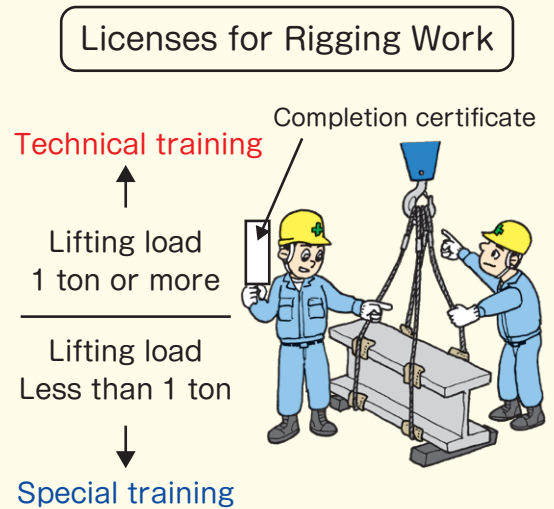 Licenses for Rigging Work
Completion certificate
Technical training
Lifting load
1 ton or more
Lifting load
Less than 1 ton
Special training